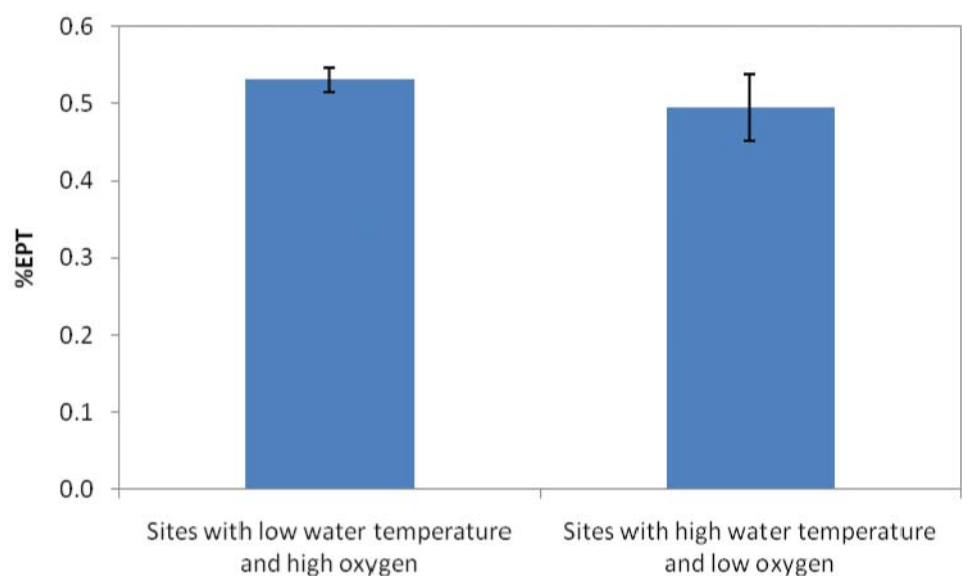 0.6
0.5
0.4
0.3
0.2
0.1
0.0
%EPT
Sites with low water temperature
and high oxygen
Sites with high water temperature
and low oxygen